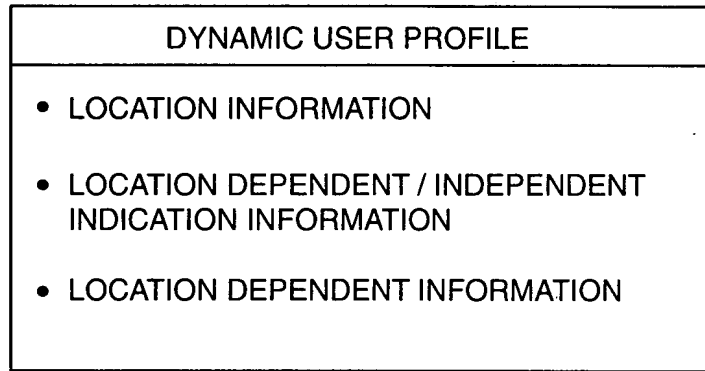 DYNAMIC USER PROFILE
• LOCATION INFORMATION
• LOCATION DEPENDENT / INDEPENDENT
INDICATION INFORMATION
• LOCATION DEPENDENT INFORMATION